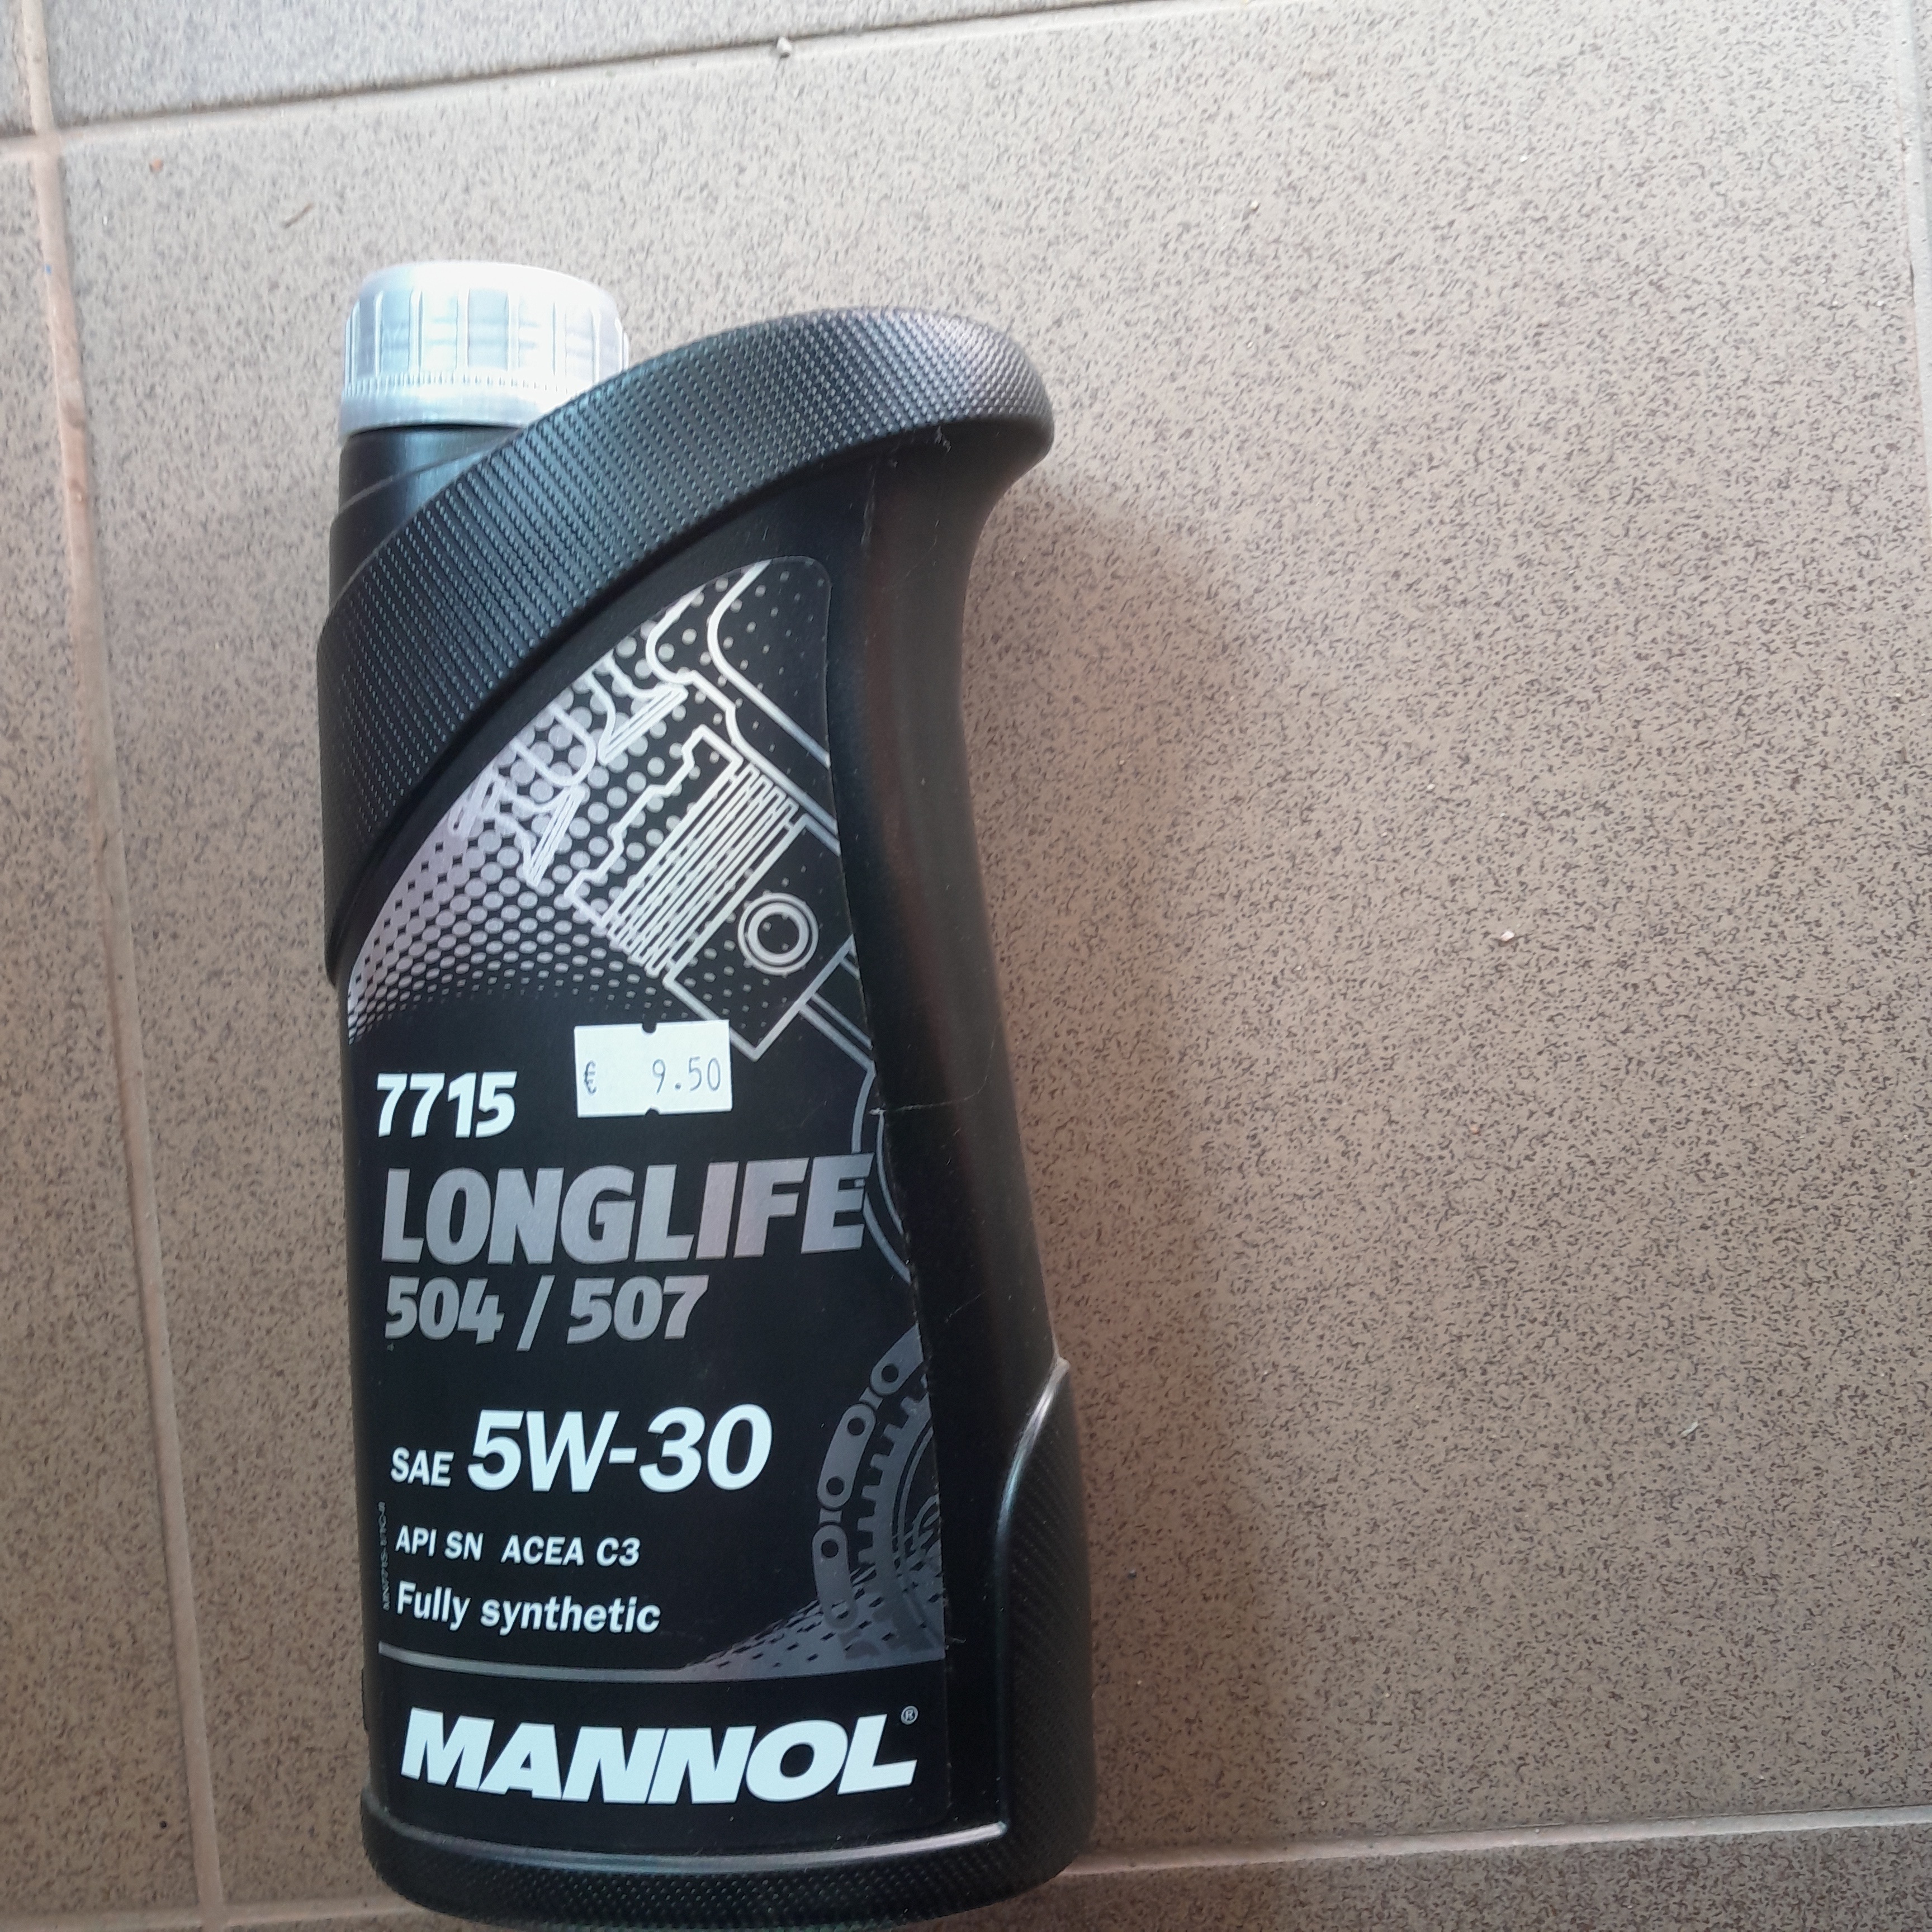 € 9.50
7715
LONGLIFE
504 / 507
SAE 5W-30
API SN ACEA C3
Fully synthetic
MANNOL®